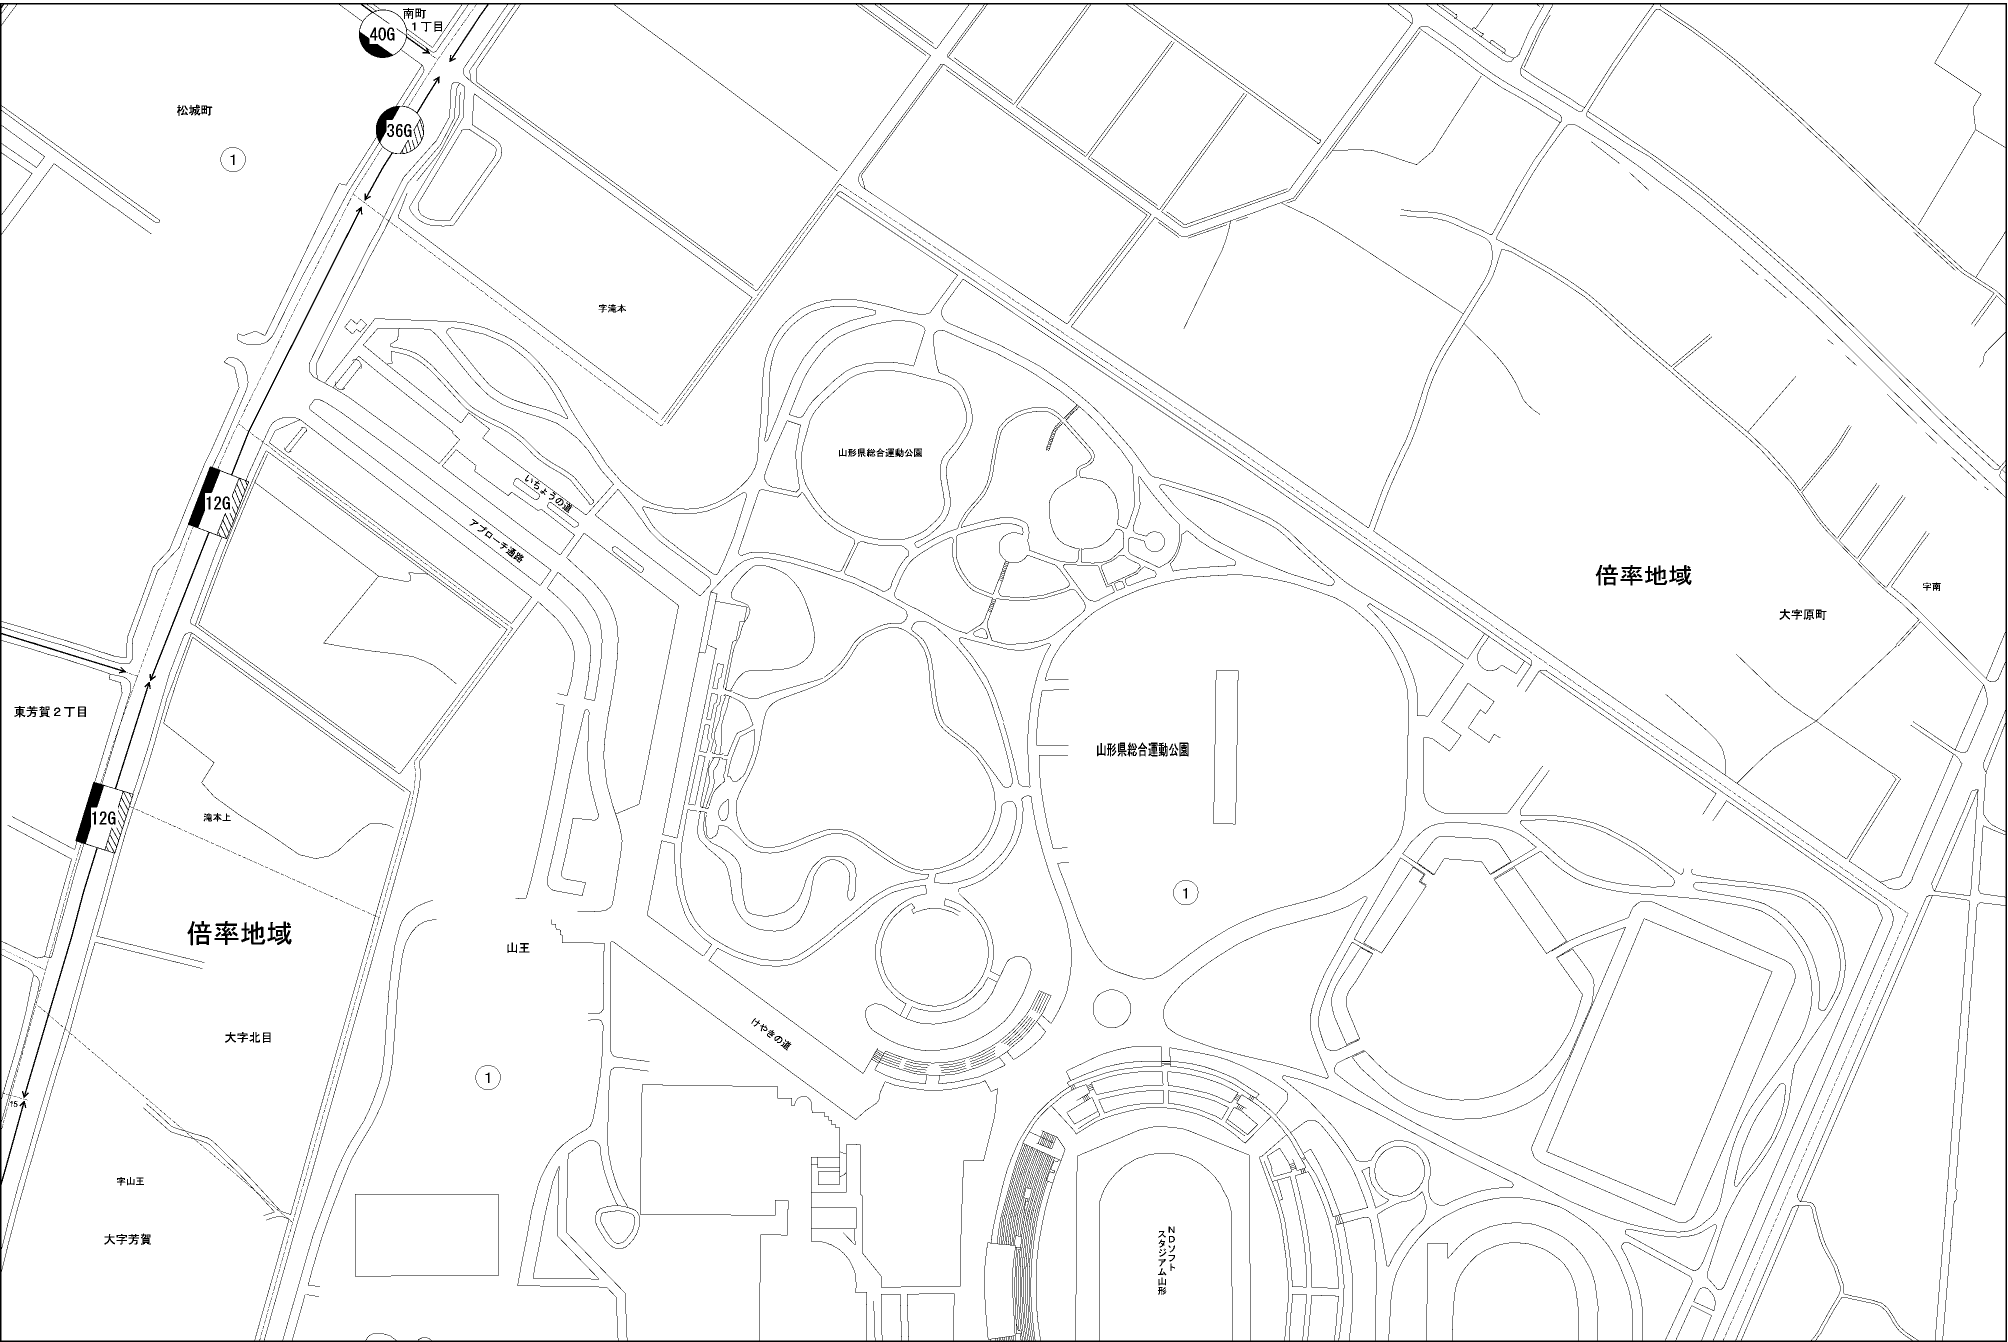 南町
１丁目
40G
松城町
36G
1
字滝本
山形県総合運動公園
いちょうの道
12G
アプローチ通路
倍率地域
字南
大字原町
東芳賀２丁目
山形県総合運動公園
12G
滝本上
1
倍率地域
山王
大字北目
けやきの道
1
15
字山王
大字芳賀
NDソフト
スタジアム山形